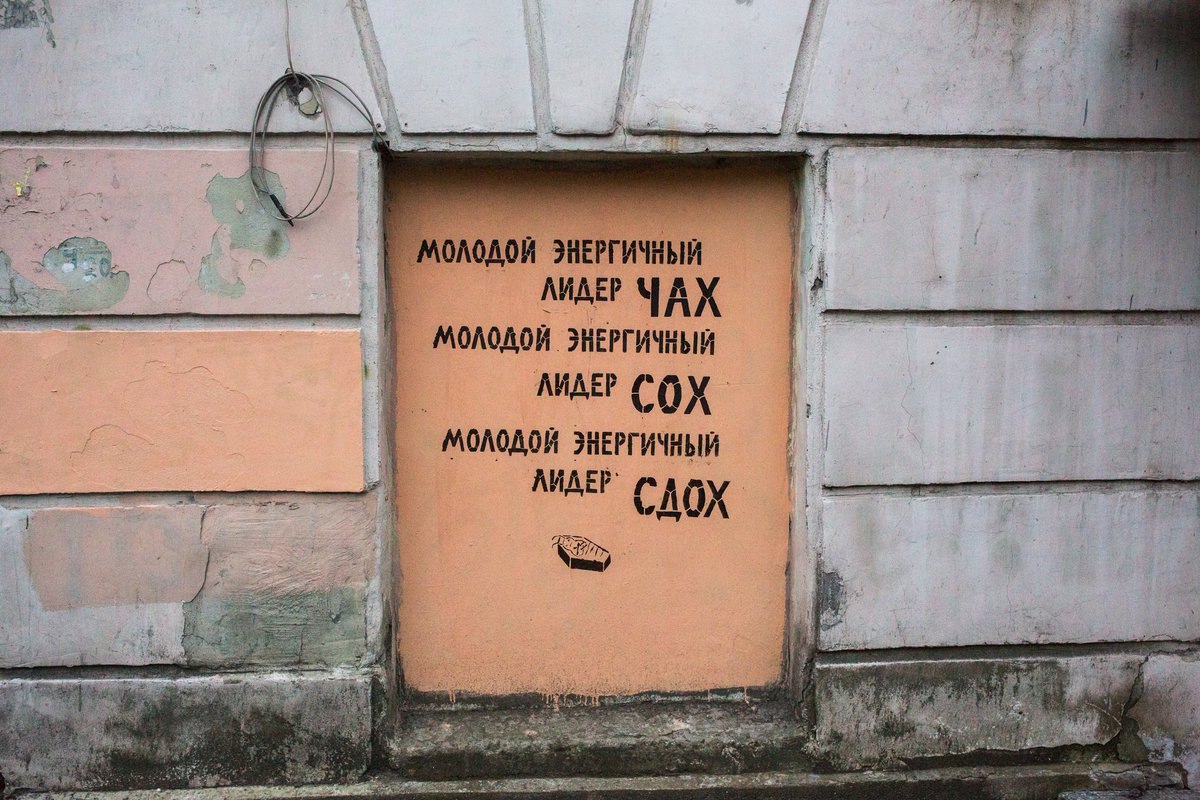 МОЛОДОЙ ЭНЕРГИЧНЫЙ
ЛИДЕР ЧАХ
МОЛОДОЙ ЭНЕРГИЧНЫЙ
ЛИДЕР СОХ
МОЛОДОЙ ЭНЕРГИЧНЫЙ
ЛИДЕР СДОХ